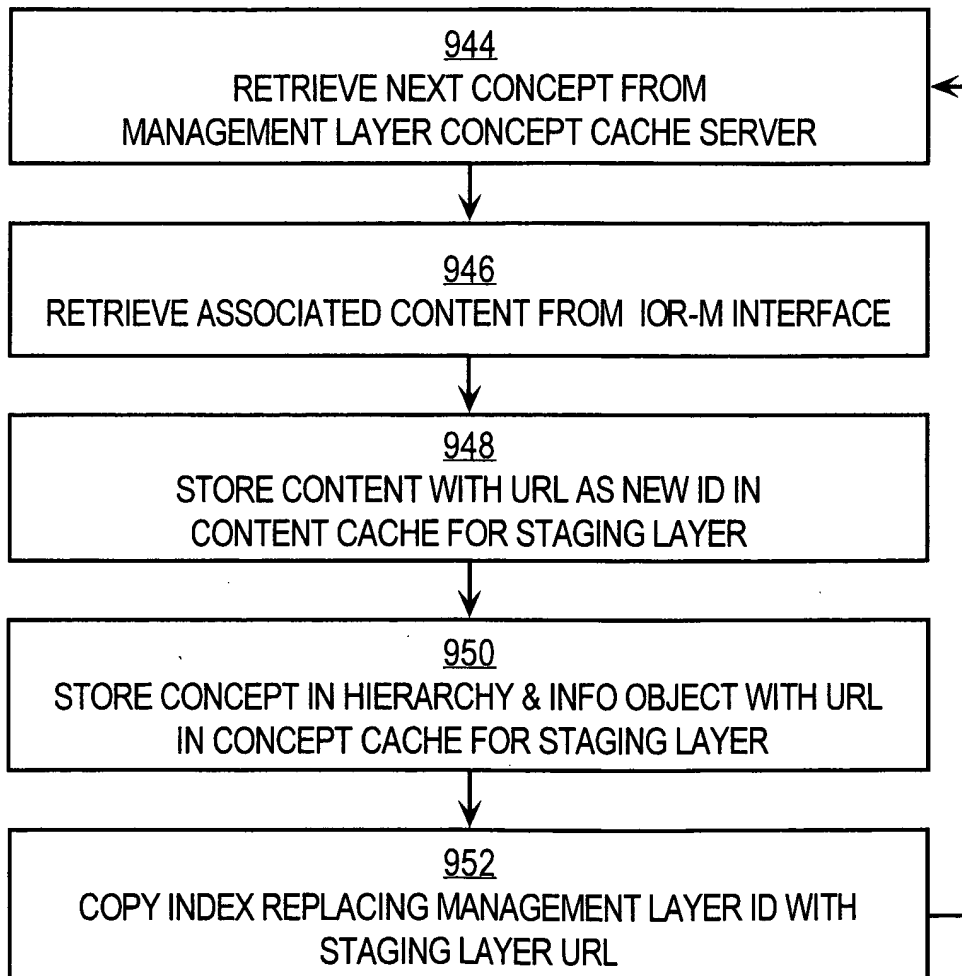 944
RETRIEVE NEXT CONCEPT FROM
MANAGEMENT LAYER CONCEPT CACHE SERVER
946
RETRIEVE ASSOCIATED CONTENT FROM IOR-M INTERFACE
948
STORE CONTENT WITH URL AS NEW ID IN
CONTENT CACHE FOR STAGING LAYER
950
STORE CONCEPT IN HIERARCHY & INFO OBJECT WITH URL
IN CONCEPT CACHE FOR STAGING LAYER
952
COPY INDEX REPLACING MANAGEMENT LAYER ID WITH
STAGING LAYER URL